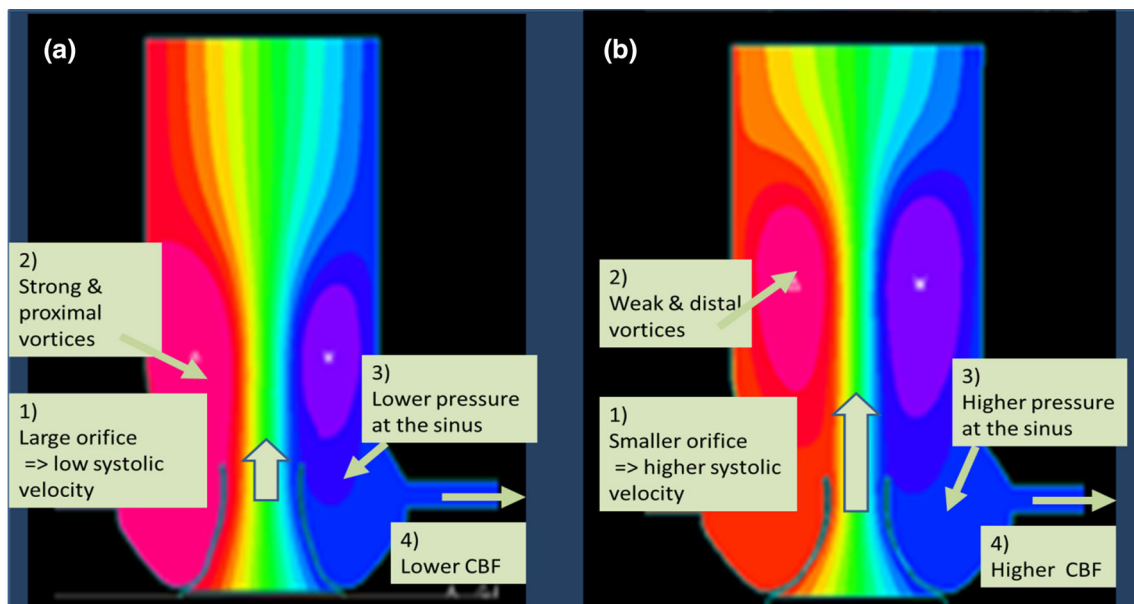 (a)
2)
Strong &
proximal
vortices
1)
Large orifice
=> low systolic
velocity
3)
Lower pressure
at the sinus
4)
Lower CBF
(b)
2)
Weak & distal
vortices
1)
Smaller orifice
=> higher systolic
velocity
3)
Higher pressure
at the sinus
4)
Higher CBF